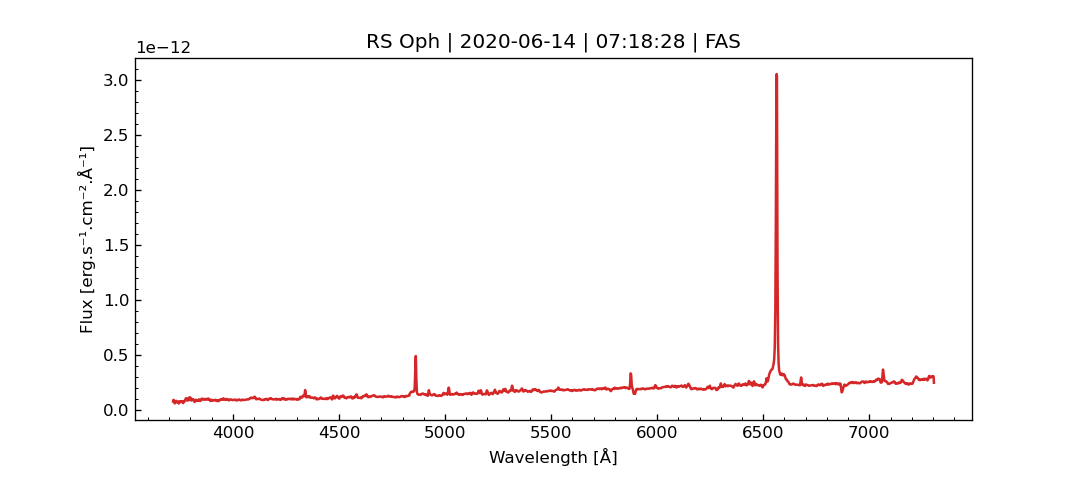 RS Oph | 2020-06-14 | 07:18:28 | FAS
1e−12
3.0
2.5
2.0
1.5
1.0
0.5
0.0
Flux [erg.s⁻¹.cm⁻².Å⁻¹]
4000 4500 5000 5500 6000 6500 7000
Wavelength [Å]